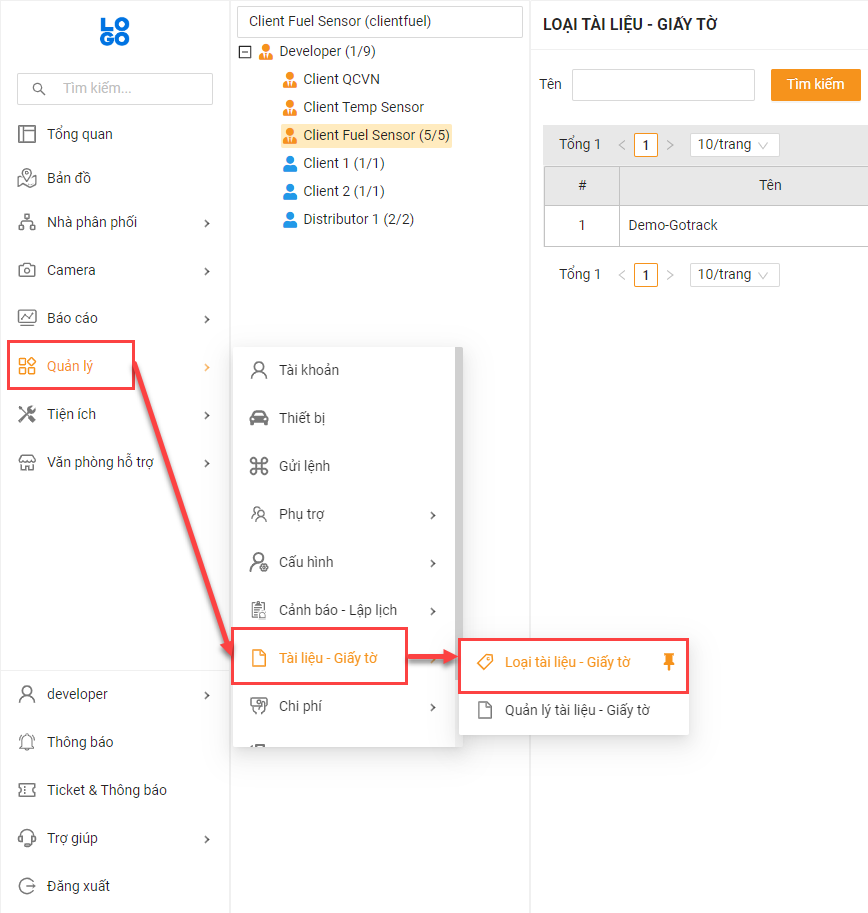 LOGO
Tìm kiếm...
Tổng quan
Bản đồ
Nhà phân phối
Camera
Báo cáo
Quản lý
Tiện ích
Văn phòng hỗ trợ
developer
Thông báo
Ticket & Thông báo
Trợ giúp
Đăng xuất
Client Fuel Sensor (clientfuel)
Developer (1/9)
Client QCVN
Client Temp Sensor
Client Fuel Sensor (5/5)
Client 1 (1/1)
Client 2 (1/1)
Distributor 1 (2/2)
Tài khoản
Thiết bị
Gửi lệnh
Phụ trợ
Cấu hình
Cảnh báo - Lập lịch
Tài liệu - Giấy tờ
Chi phí
Loại tài liệu - Giấy tờ
Quản lý tài liệu - Giấy tờ
LOẠI TÀI LIỆU - GIẤY TỜ
Tên Tìm kiếm
Tổng 1 < 1 > 10/trang
# Tên
1 Demo-Gotrack
Tổng 1 < 1 > 10/trang